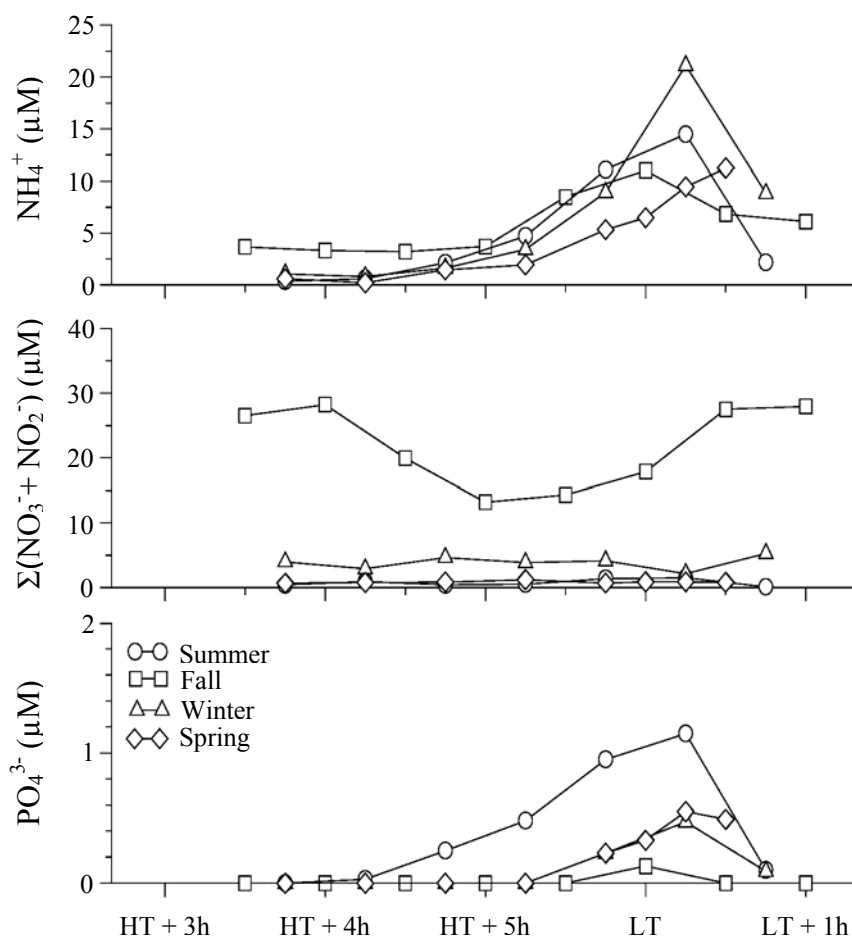 25
20
15
10
5
0
NH₄⁺ (µM)
40
30
20
10
0
Σ(NO₃⁻+ NO₂⁻) (µM)
2
1
0
PO₄³⁻ (µM)
Summer
Fall
Winter
Spring
HT + 3h HT + 4h HT + 5h LT LT + 1h